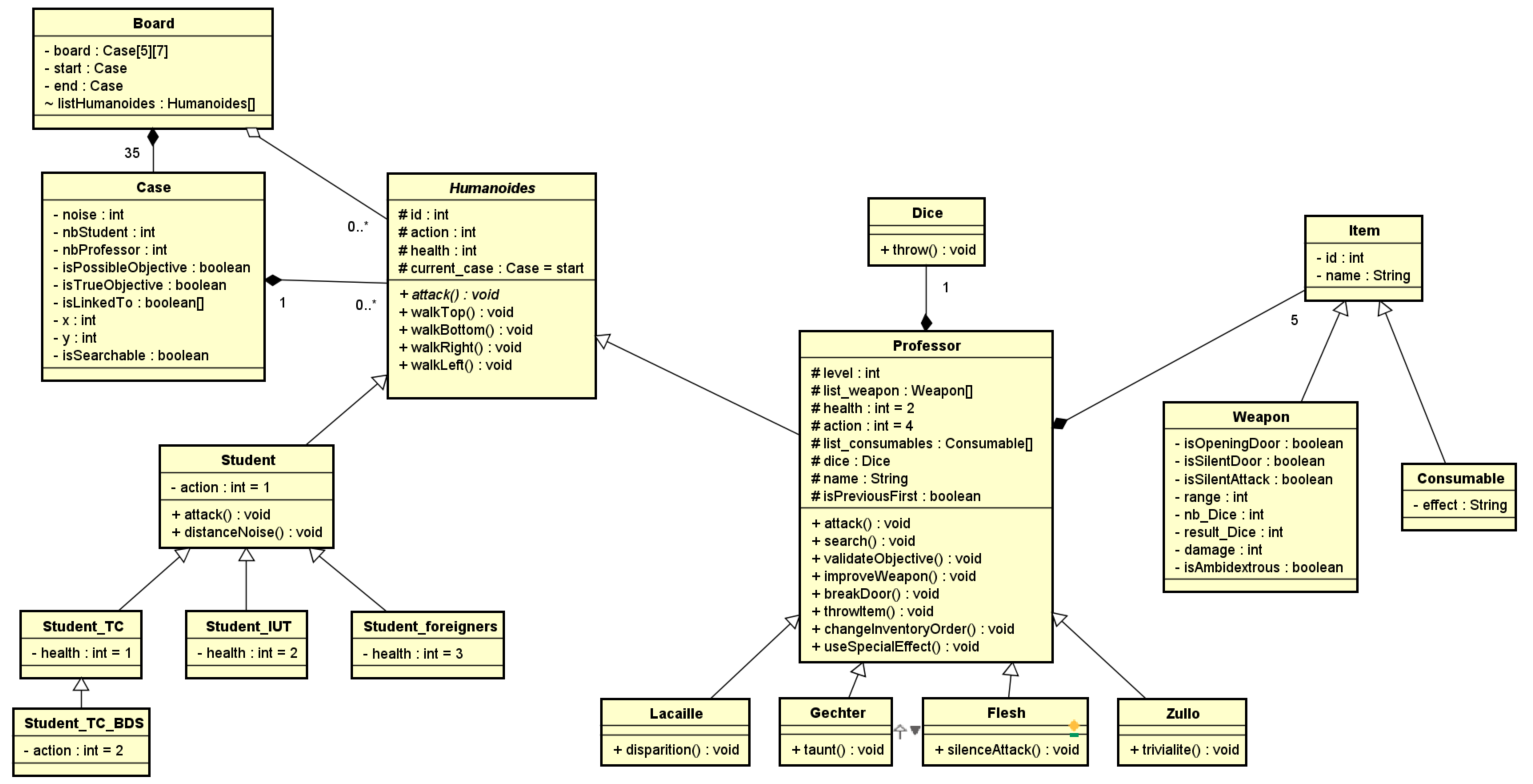 Board
- board : Case[5][7]
- start : Case
- end : Case
~ listHumanoides : Humanoides[]
35
Case
- noise : int
- nbStudent : int
- nbProfessor : int
- isPossibleObjective : boolean
- isTrueObjective : boolean
- isLinkedTo : boolean[]
- x : int
- y : int
- isSearchable : boolean
0..*
1
0..*
Humanoides
# id : int
# action : int
# health : int
# current_case : Case = start
+ attack() : void
+ walkTop() : void
+ walkBottom() : void
+ walkRight() : void
+ walkLeft() : void
Dice
+ throw() : void
1
Item
- id : int
- name : String
5
Professor
# level : int
# list_weapon : Weapon[]
# health : int = 2
# action : int = 4
# list_consumables : Consumable[]
# dice : Dice
# name : String
# isPreviousFirst : boolean
+ attack() : void
+ search() : void
+ validateObjective() : void
+ improveWeapon() : void
+ breakDoor() : void
+ throwItem() : void
+ changeInventoryOrder() : void
+ useSpecialEffect() : void
Weapon
- isOpeningDoor : boolean
- isSilentDoor : boolean
- isSilentAttack : boolean
- range : int
- nb_Dice : int
- result_Dice : int
- damage : int
- isAmbidextrous : boolean
Consumable
- effect : String
Student
- action : int = 1
+ attack() : void
+ distanceNoise() : void
Student_TC
- health : int = 1
Student_IUT
- health : int = 2
Student_foreigners
- health : int = 3
Student_TC_BDS
- action : int = 2
Lacaille
+ disparition() : void
Gechter
+ taunt() : void
Flesh
+ silenceAttack() : void
Zullo
+ trivialite() : void